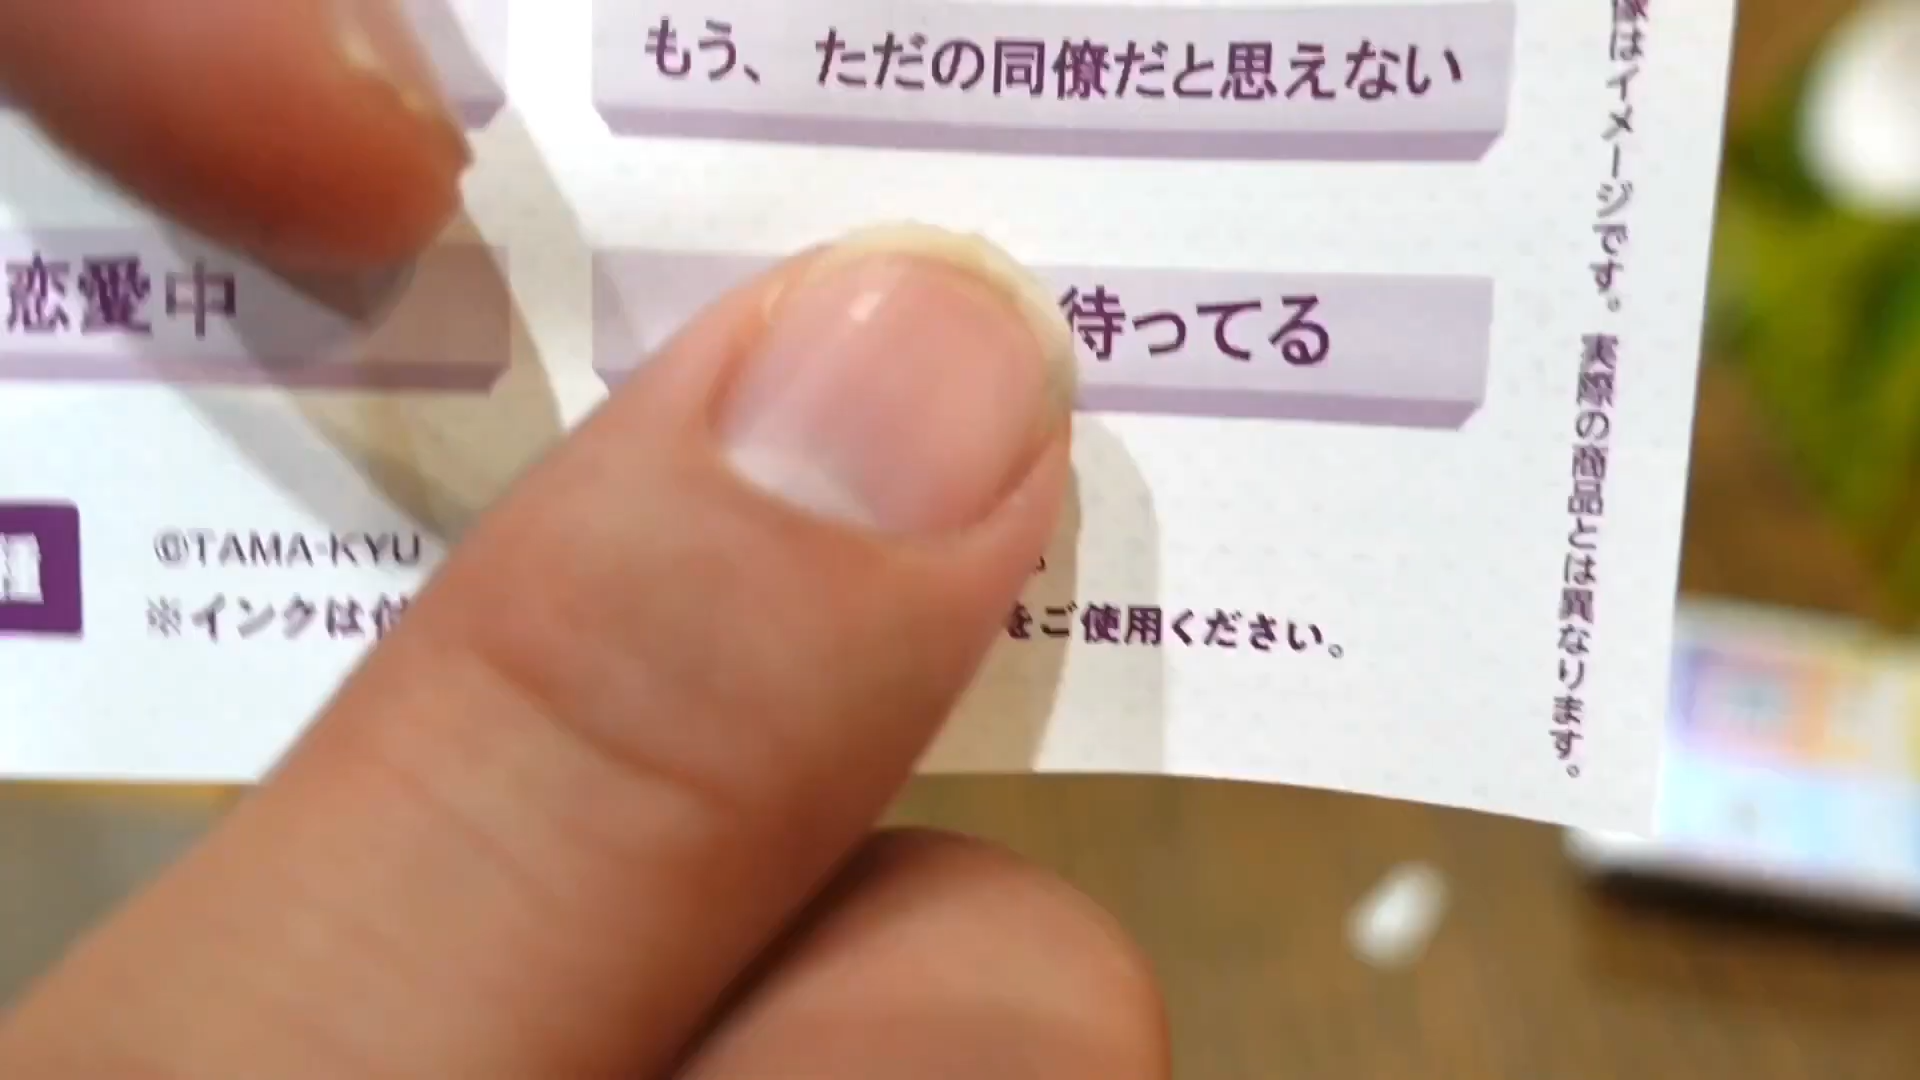 もう、ただの同僚だと思えない
恋愛中
待ってる
©TAMA-KYU
※インクは付
をご使用ください。
はイメージです。実際の商品とは異なります。